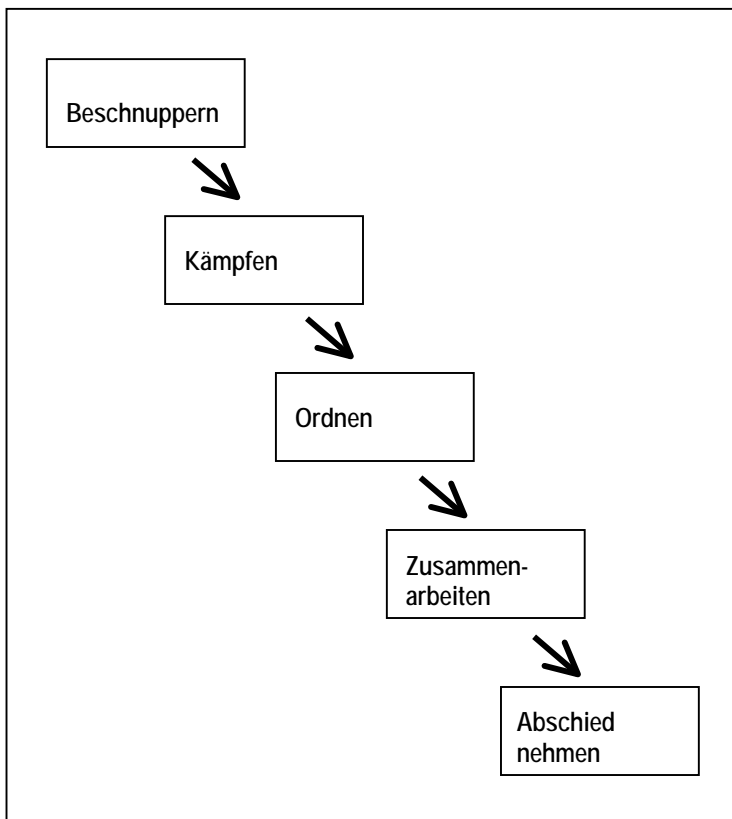 Beschnuppern
Kämpfen
Ordnen
Zusammen-
arbeiten
Abschied
nehmen